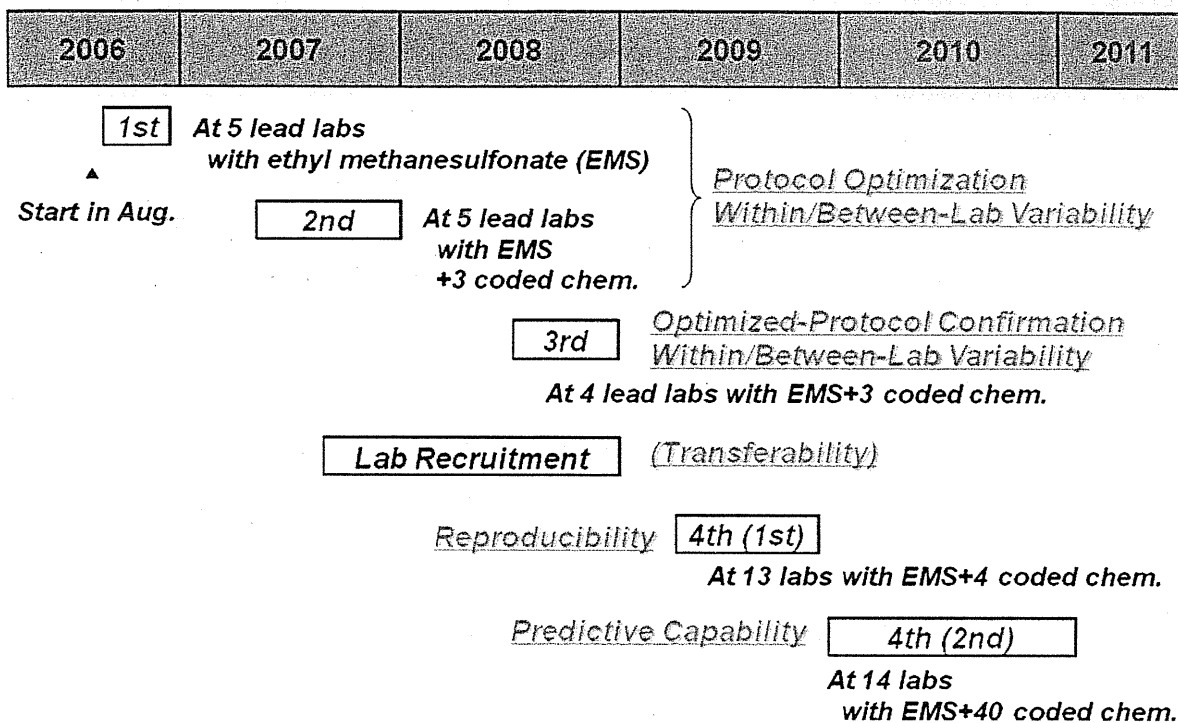 2006 2007 2008 2009 2010 2011
1st At 5 lead labs
with ethyl methanesulfonate (EMS)
Start in Aug.
Protocol Optimization
Within/Between-Lab Variability
2nd At 5 lead labs
with EMS
+3 coded chem.
3rd Optimized-Protocol Confirmation
Within/Between-Lab Variability
At 4 lead labs with EMS+3 coded chem.
Lab Recruitment (Transferability)
Reproducibility 4th (1st)
At 13 labs with EMS+4 coded chem.
Predictive Capability 4th (2nd)
At 14 labs
with EMS+40 coded chem.